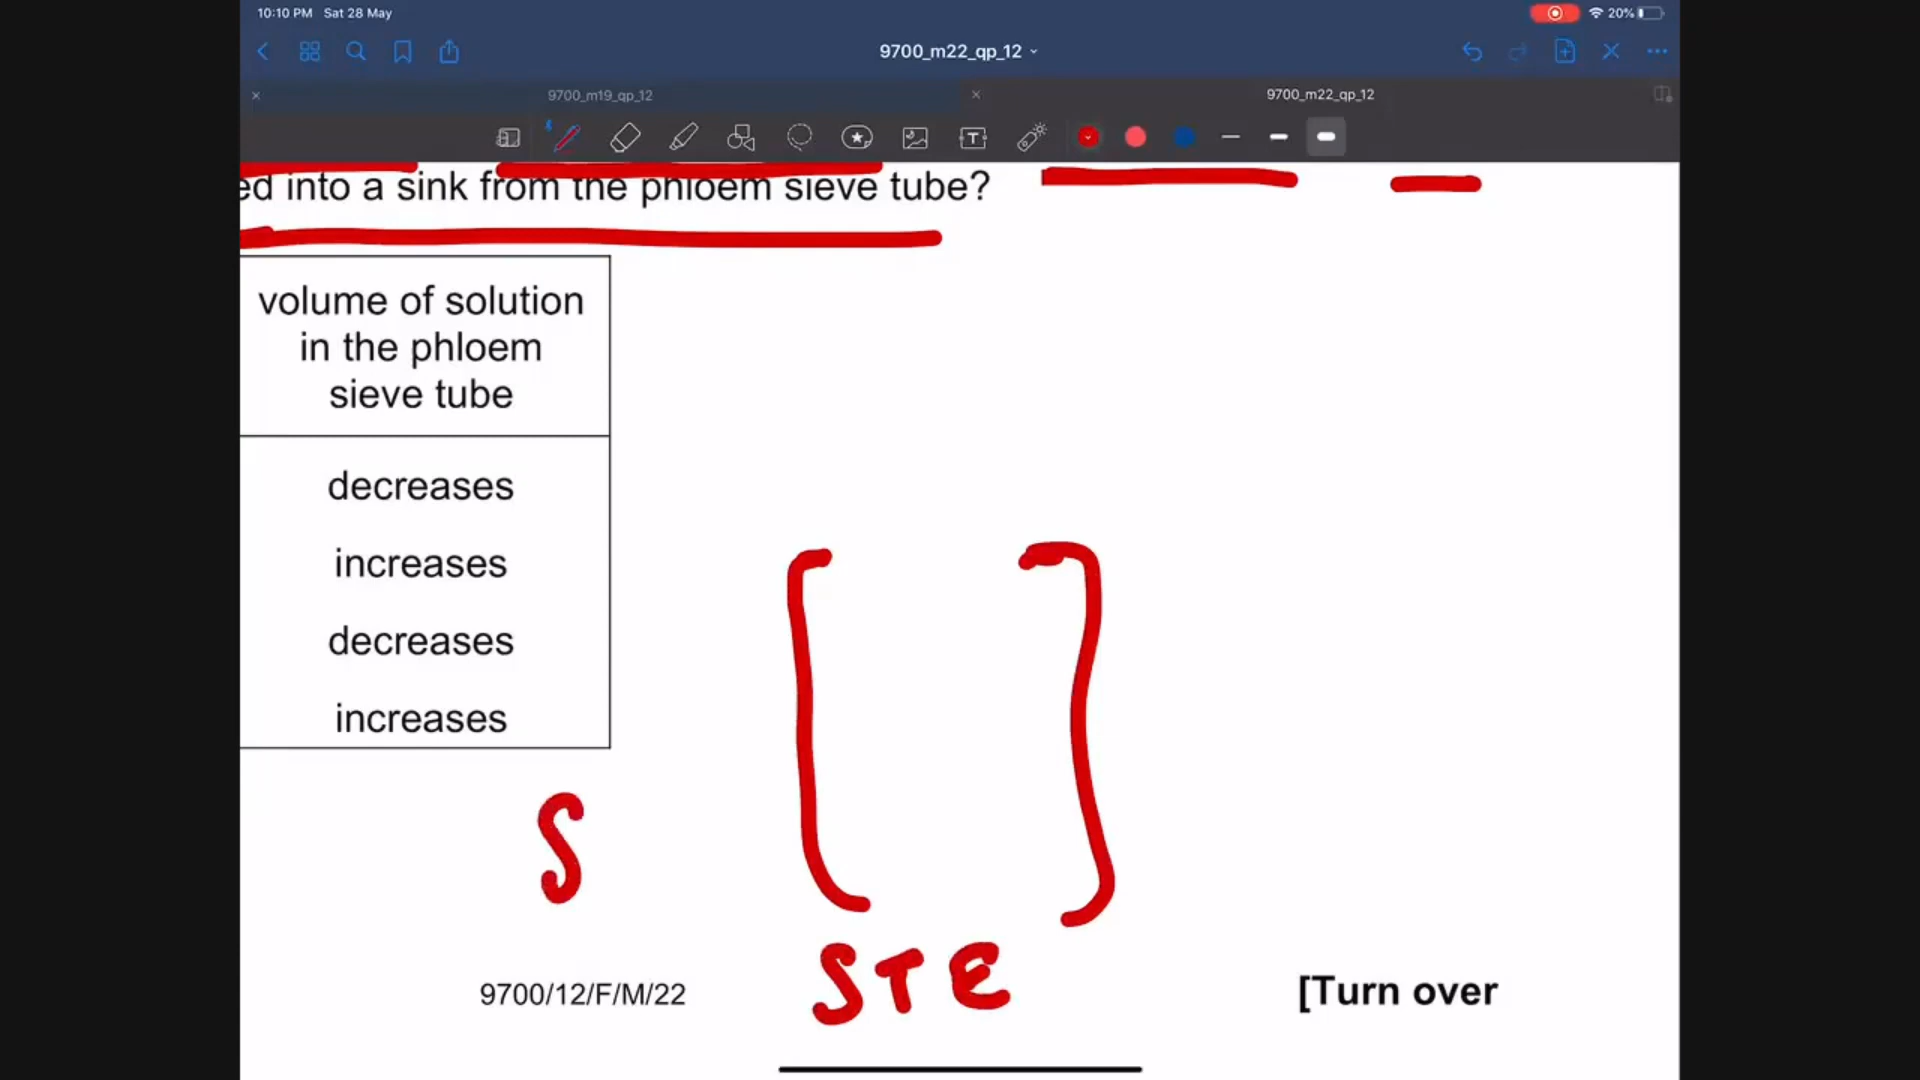 10:10 PM Sat 28 May
20%
9700_m22_qp_12
9700_m19_qp_12
9700_m22_qp_12
T
ed into a sink from the phloem sieve tube?
volume of solution
in the phloem
sieve tube
decreases
increases
decreases
increases
S
STE
9700/12/F/M/22
[Turn over